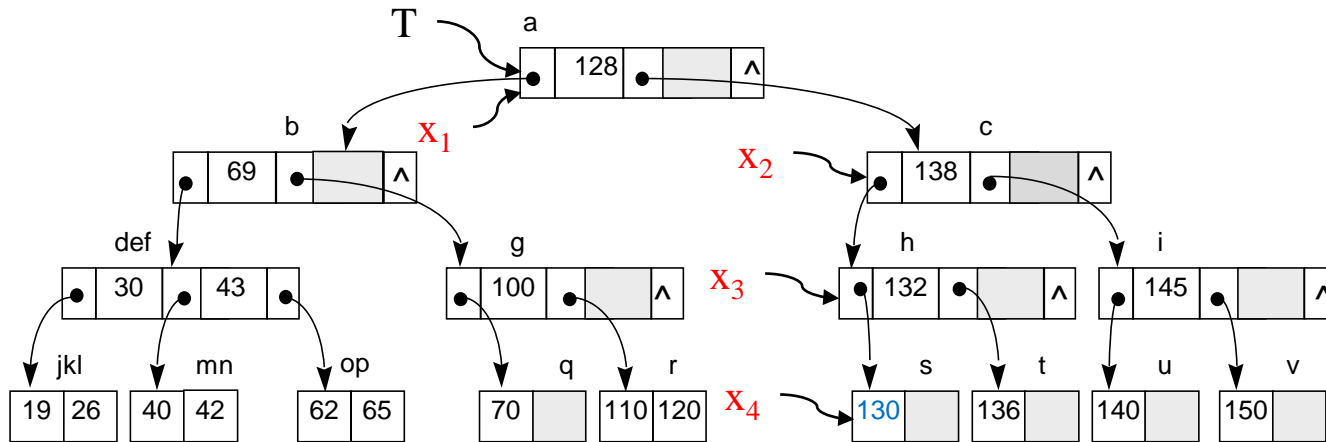 T a
128 ^
x₁
b c
x₂
69 ^ 138 ^
def g h i
x₃
30 43 100 ^ 132 ^ 145 ^
jkl mn op q r s t u v
x₄
19 26 40 42 62 65 70 110 120 130 136 140 150